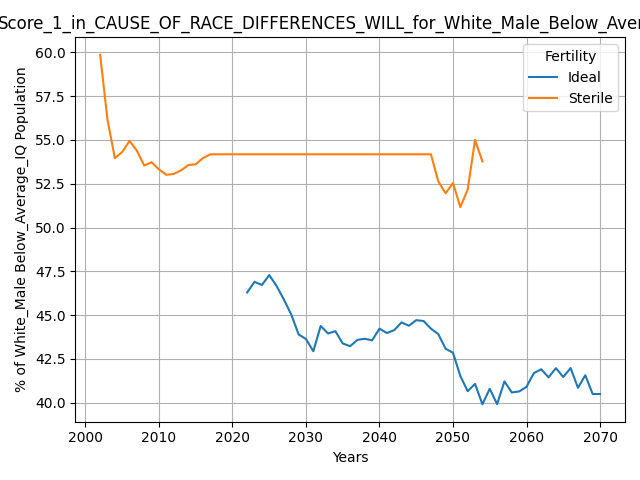 Score_1_in_CAUSE_OF_RACE_DIFFERENCES_WILL_for_White_Male_Below_Aver
Fertility
Ideal
Sterile
% of White_Male Below_Average_IQ Population
60.0
57.5
55.0
52.5
50.0
47.5
45.0
42.5
40.0
2000
2010
2020
2030
2040
2050
2060
2070
Years